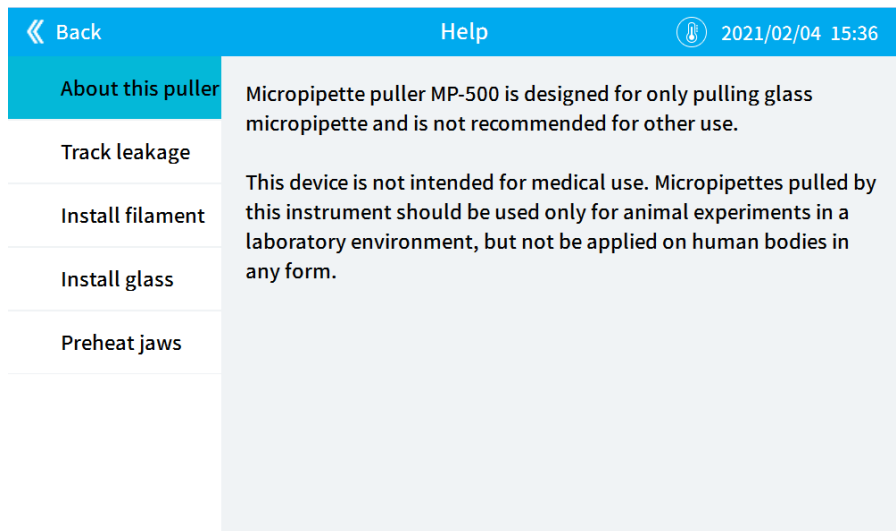 Back
Help
2021/02/04 15:36
About this puller
Track leakage
Install filament
Install glass
Preheat jaws
Micropipette puller MP-500 is designed for only pulling glass
micropipette and is not recommended for other use.
This device is not intended for medical use. Micropipettes pulled by
this instrument should be used only for animal experiments in a
laboratory environment, but not be applied on human bodies in
any form.